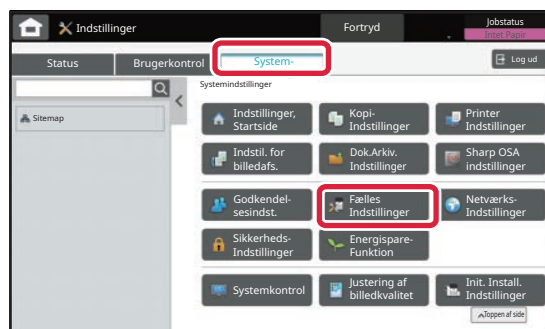 Indstillinger
Fortryd
Jobstatus
Intet Papir
Status
Brugerkontrol
System-
Log ud
Systemindstillinger
Sitemap
Indstillinger,
Startside
Kopi-
Indstillinger
Printer
Indstillinger
Indstil. for
billedafs.
Dok.Arkiv.
Indstillinger
Sharp OSA
indstillinger
Godkendel-
sesindst.
Fælles
Indstillinger
Netværks-
Indstillinger
Sikkerheds-
Indstillinger
Energispare-
Funktion
Systemkontrol
Justering af
billedkvalitet
Init. Install.
Indstillinger
Toppen af side